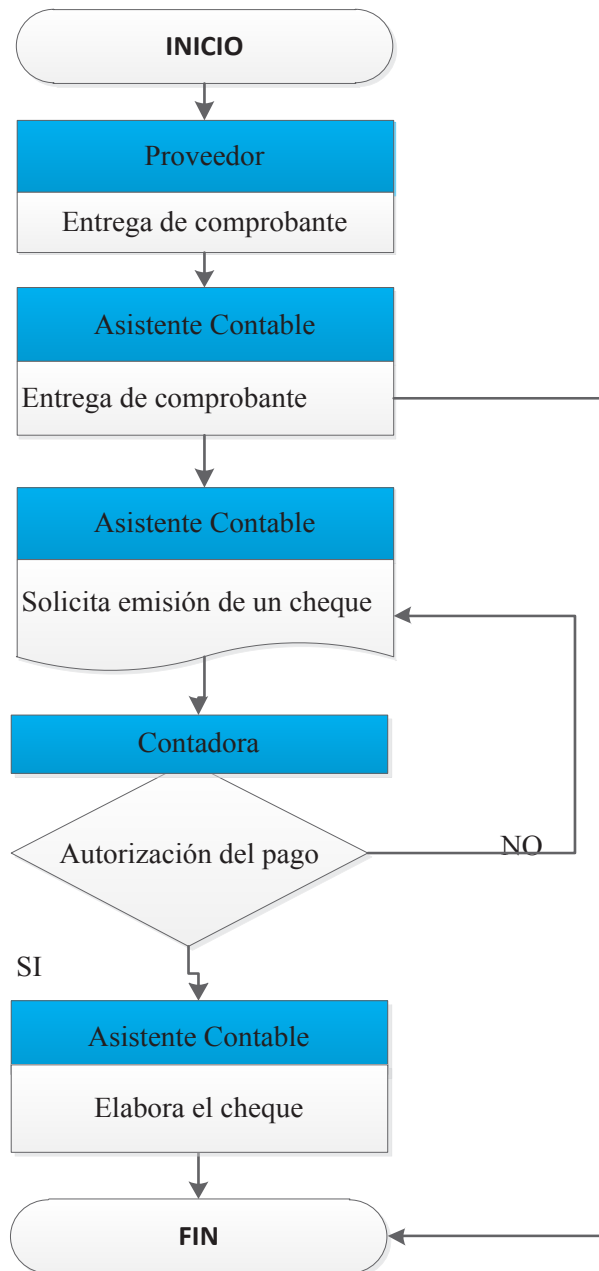 INICIO
Proveedor
Entrega de comprobante
Asistente Contable
Entrega de comprobante
Asistente Contable
Solicita emisión de un cheque
Contadora
Autorización del pago
NO
SI
Asistente Contable
Elabora el cheque
FIN